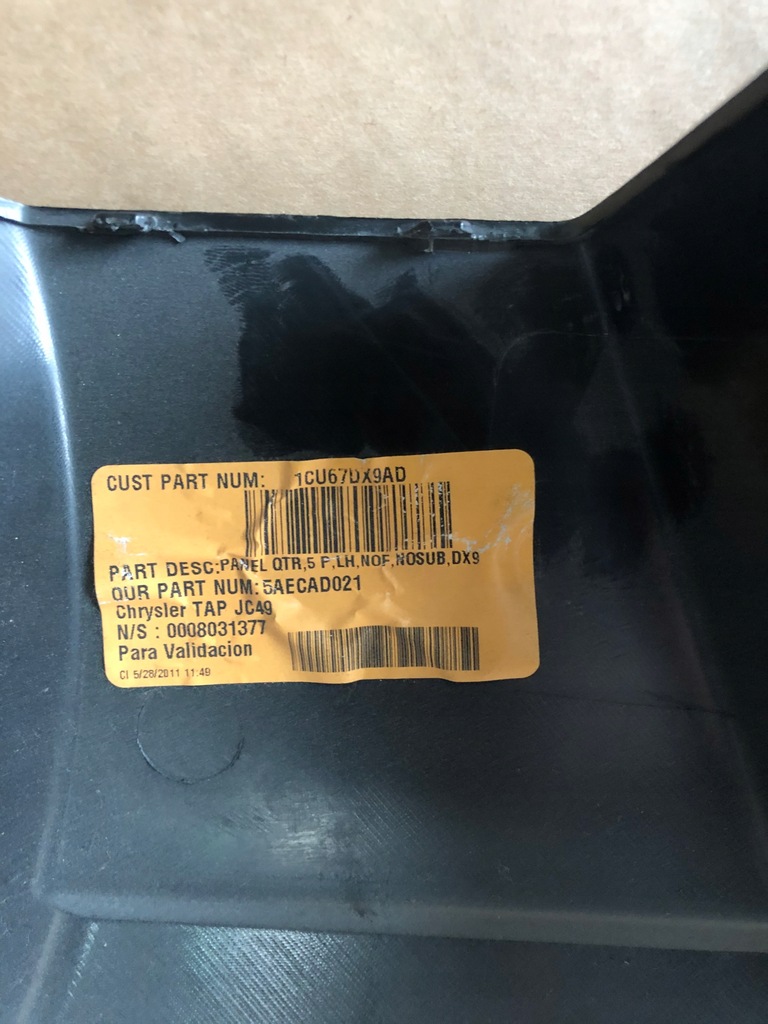 CUST PART NUM: 1CU67DX9AD
PART DESC:PANEL QTR,5 P,LH,NOF,NOSUB,DX9
OUR PART NUM:5AECAD021
Chrysler TAP JC49
N/S : 0008031377
Para Validacion
CI 5/28/2011 11:49